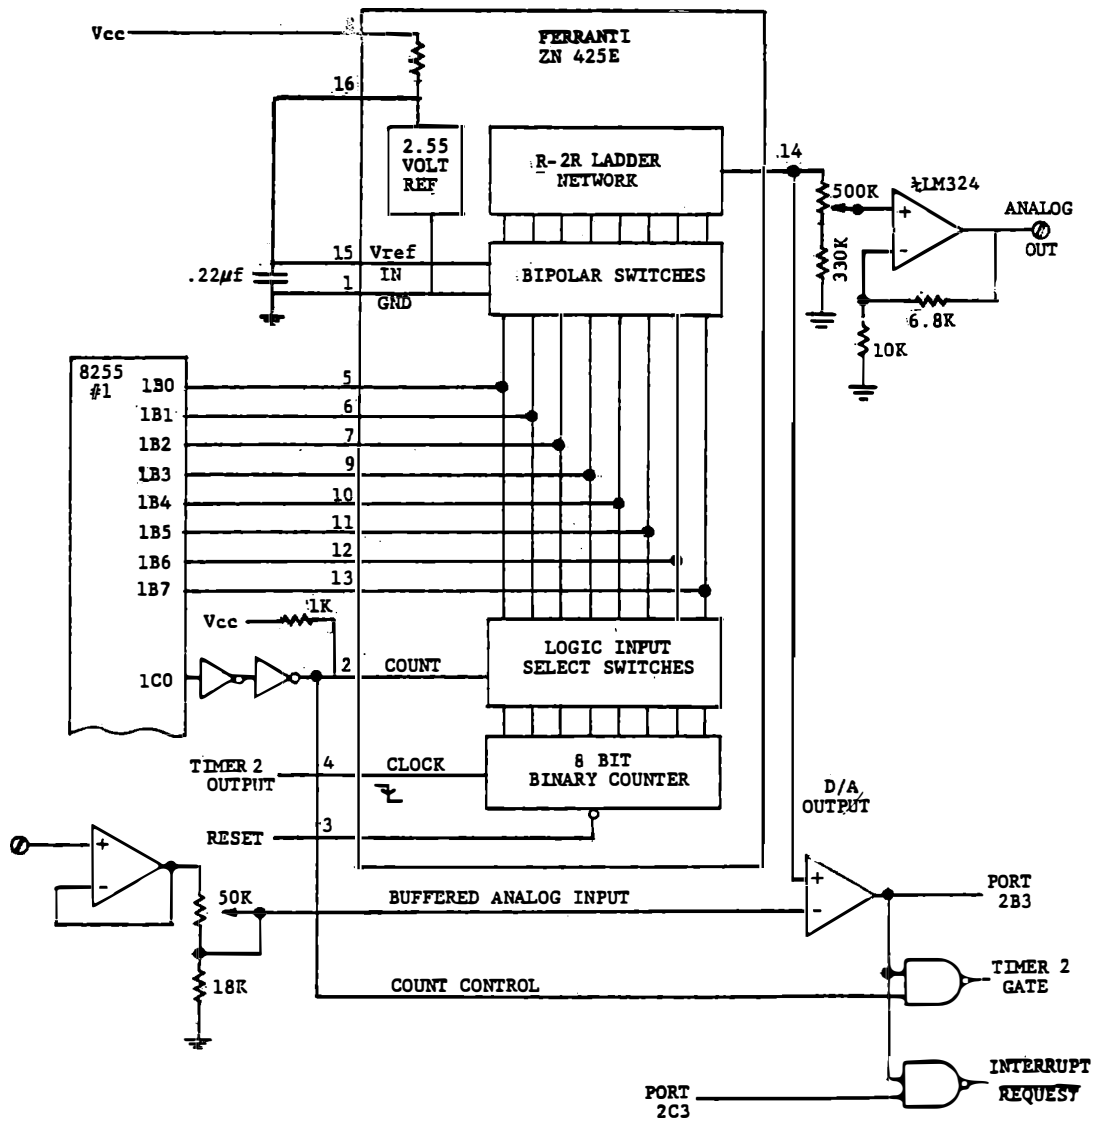 Vcc
8
FERRANTI
ZN 425E
16
2.55
VOLT
REF
R-2R LADDER
NETWORK
14
500K
¼LM324
ANALOG
OUT
330K
6.8K
10K
15 Vref
IN
.22µf
1
GND
BIPOLAR SWITCHES
8255
#1
1B0 5
1B1 6
1B2 7
1B3 9
1B4 10
1B5 11
1B6 12
1B7 13
Vcc 1K
LOGIC INPUT
SELECT SWITCHES
1C0
2 COUNT
TIMER 2
OUTPUT
4 CLOCK
8 BIT
BINARY COUNTER
D/A
OUTPUT
RESET 3
50K
BUFFERED ANALOG INPUT
PORT
2B3
18K
COUNT CONTROL
TIMER 2
GATE
INTERRUPT
REQUEST
PORT
2C3
+
-
+
-
+
-